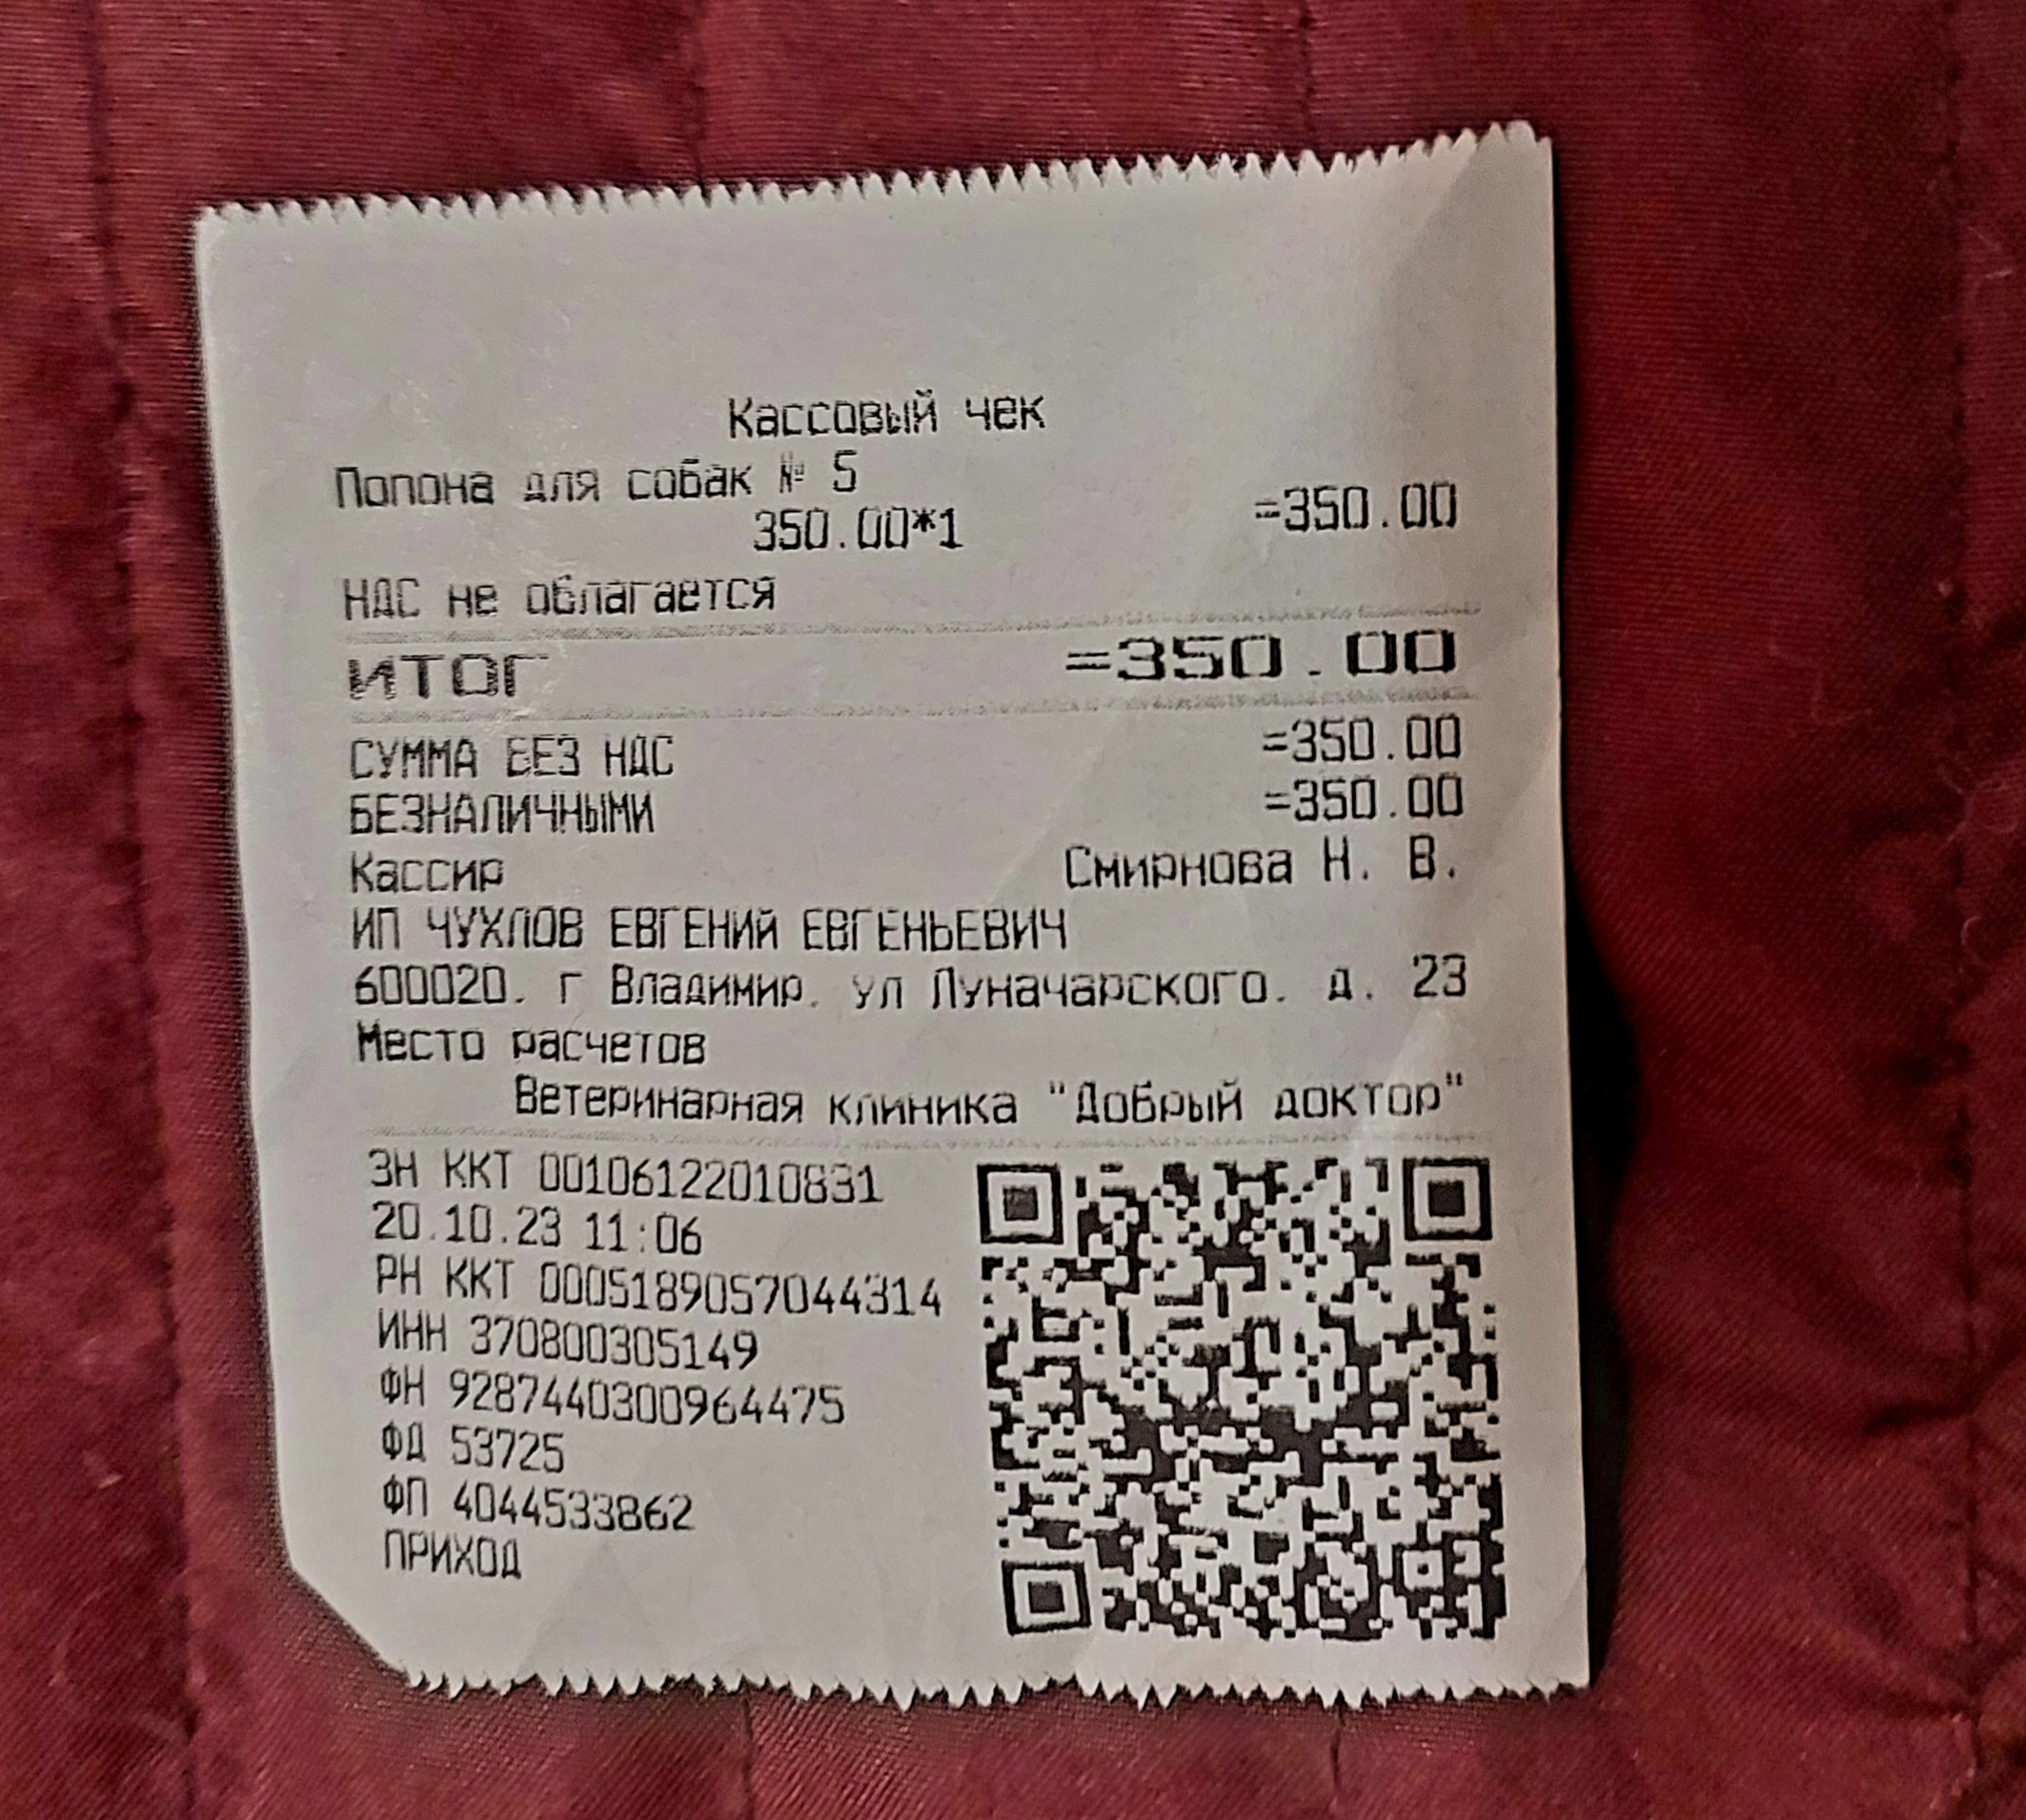 Кассовый чек
Попона для собак № 5
350.00*1 =350.00
НДС не облагается
ИТОГ =350.00
СУММА БЕЗ НДС =350.00
БЕЗНАЛИЧНЫМИ =350.00
Кассир Смирнова Н. В.
ИП ЧУХЛОВ ЕВГЕНИЙ ЕВГЕНЬЕВИЧ
600020, г Владимир, ул Луначарского, д. 23
Место расчетов
Ветеринарная клиника "Добрый доктор"
ЗН ККТ 00106122010831
20.10.23 11:06
РН ККТ 0005189057044314
ИНН 370800305149
ФН 9287440300964475
ФД 53725
ФП 4044533862
ПРИХОД